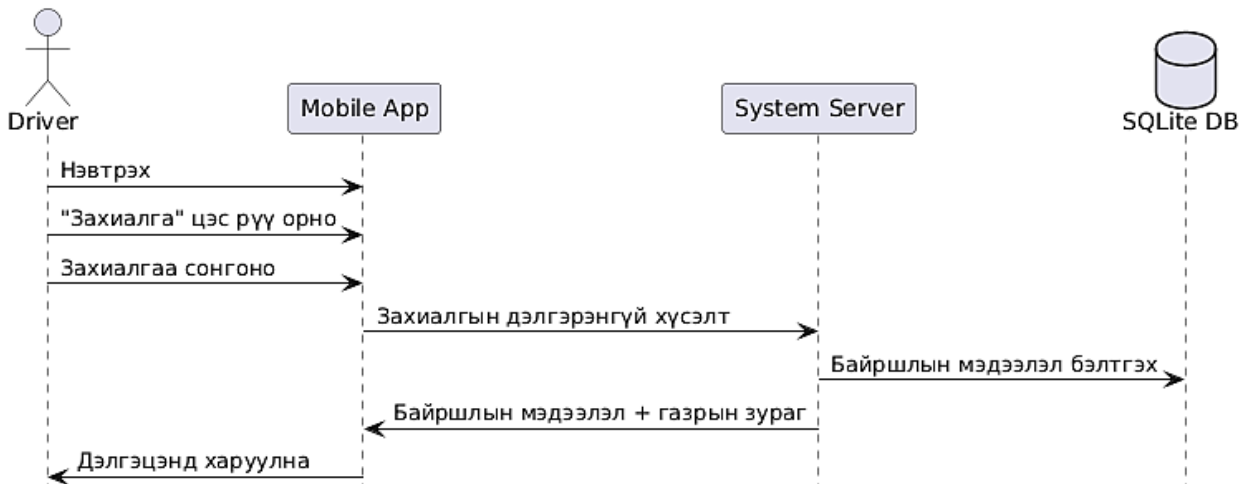 Driver
Mobile App
System Server
SQLite DB
Нэвтрэх
"Захиалга" цэс рүү орно
Захиалгаа сонгоно
Захиалгын дэлгэрэнгүй хүсэлт
Байршлын мэдээлэл бэлтгэх
Байршлын мэдээлэл + газрын зураг
Дэлгэцэнд харуулна